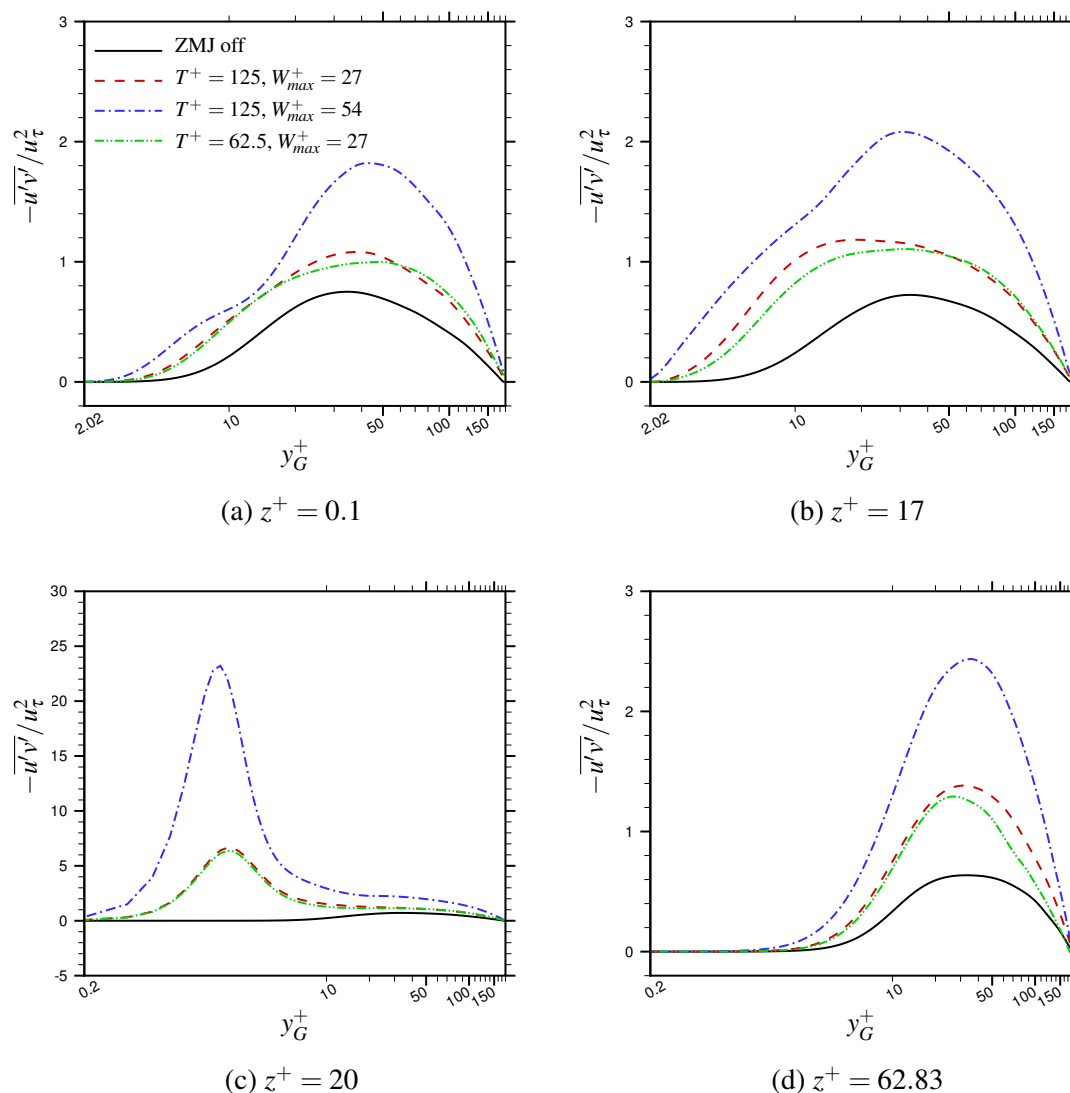 3
2
1
0
−u′v′/u²τ
ZMJ off
T⁺ = 125, W⁺max = 27
T⁺ = 125, W⁺max = 54
T⁺ = 62.5, W⁺max = 27
2.02 10 50 100 150
y⁺G
(a) z⁺ = 0.1
3
2
1
0
−u′v′/u²τ
2.02 10 50 100 150
y⁺G
(b) z⁺ = 17
30
25
20
15
10
5
0
-5
−u′v′/u²τ
0.2 10 50 100 150
y⁺G
(c) z⁺ = 20
3
2
1
0
−u′v′/u²τ
0.2 10 50 100 150
y⁺G
(d) z⁺ = 62.83